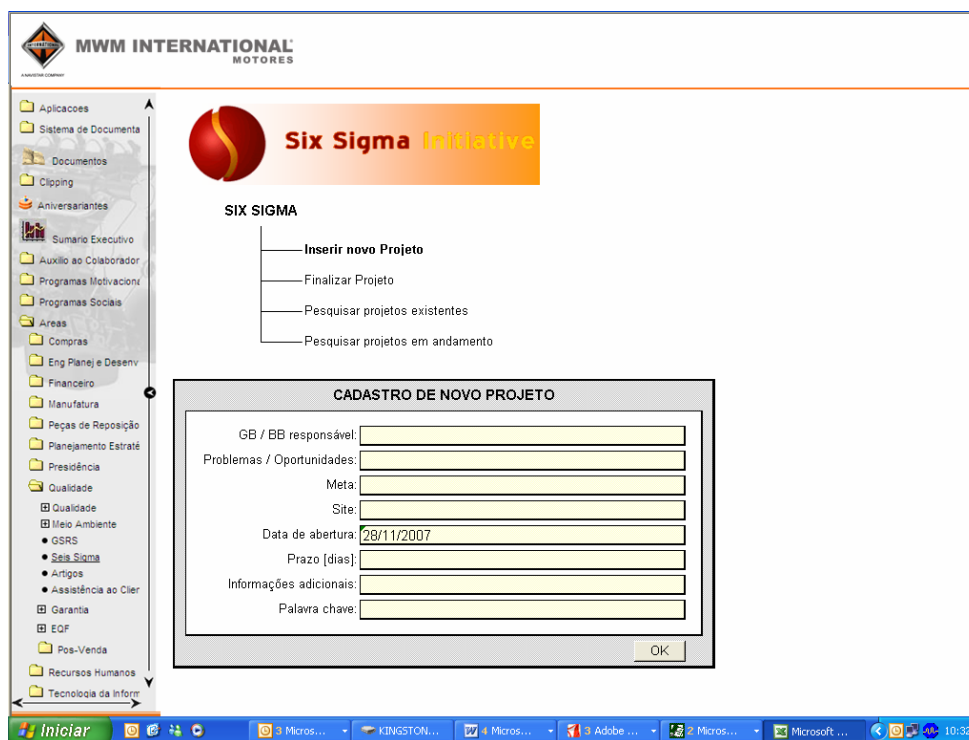 INTERNATIONAL
A NAVISTAR COMPANY
MWM INTERNATIONAL
MOTORES
Aplicacoes
Sistema de Documenta
Documentos
Clipping
Aniversariantes
Sumario Executivo
Auxilio ao Colaborador
Programas Motivaciona
Programas Sociais
Areas
Compras
Eng Planej e Desenv
Financeiro
Manufatura
Peças de Reposição
Planejamento Estraté
Presidência
Qualidade
Qualidade
Meio Ambiente
GSRS
Seis Sigma
Artigos
Assistência ao Clier
Garantia
EQF
Pos-Venda
Recursos Humanos
Tecnologia da Inform
Six Sigma Initiative
SIX SIGMA
Inserir novo Projeto
Finalizar Projeto
Pesquisar projetos existentes
Pesquisar projetos em andamento
CADASTRO DE NOVO PROJETO
GB / BB responsável:
Problemas / Oportunidades:
Meta:
Site:
Data de abertura: 28/11/2007
Prazo [dias]:
Informações adicionais:
Palavra chave:
OK
Iniciar 3 Micros... KINGSTON... 4 Micros... 3 Adobe ... 2 Micros... Microsoft ... 10:32